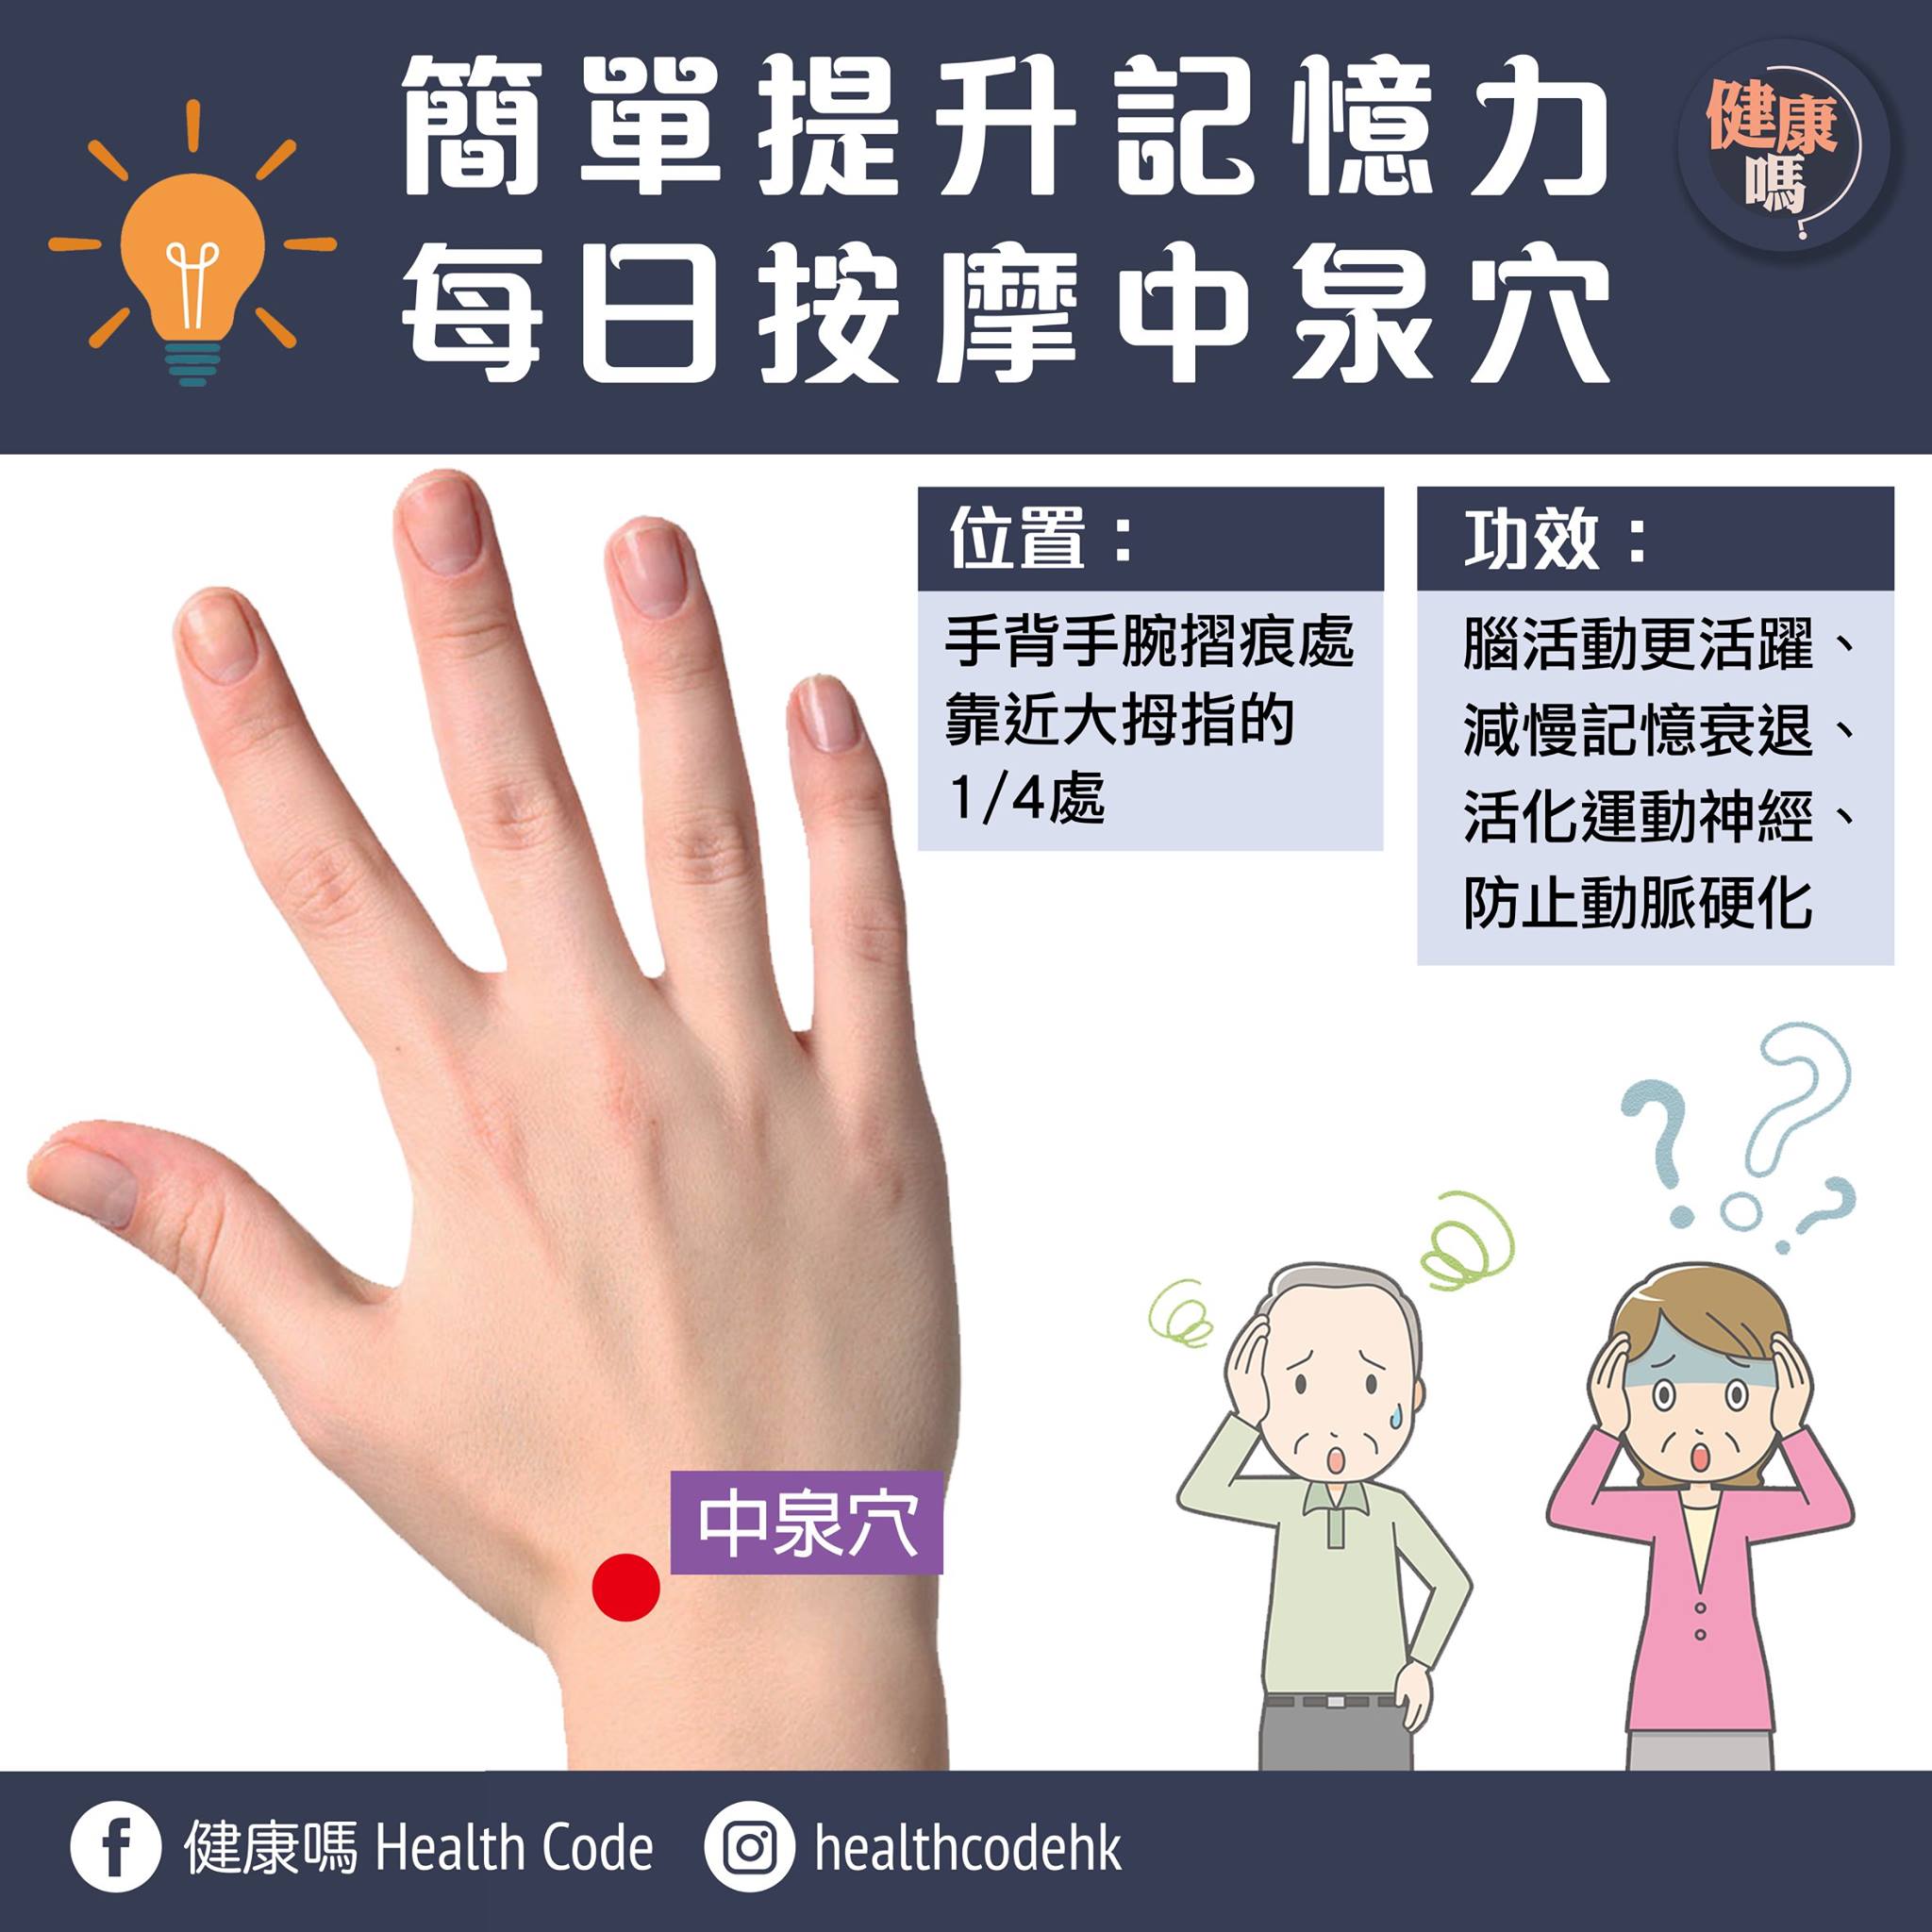 簡單提升記憶力
每日按摩中泉穴
健康
嗎
位置：
手背手腕摺痕處
靠近大拇指的
1/4處
功效：
腦活動更活躍、
減慢記憶衰退、
活化運動神經、
防止動脈硬化
中泉穴
健康嗎 Health Code
healthcodehk